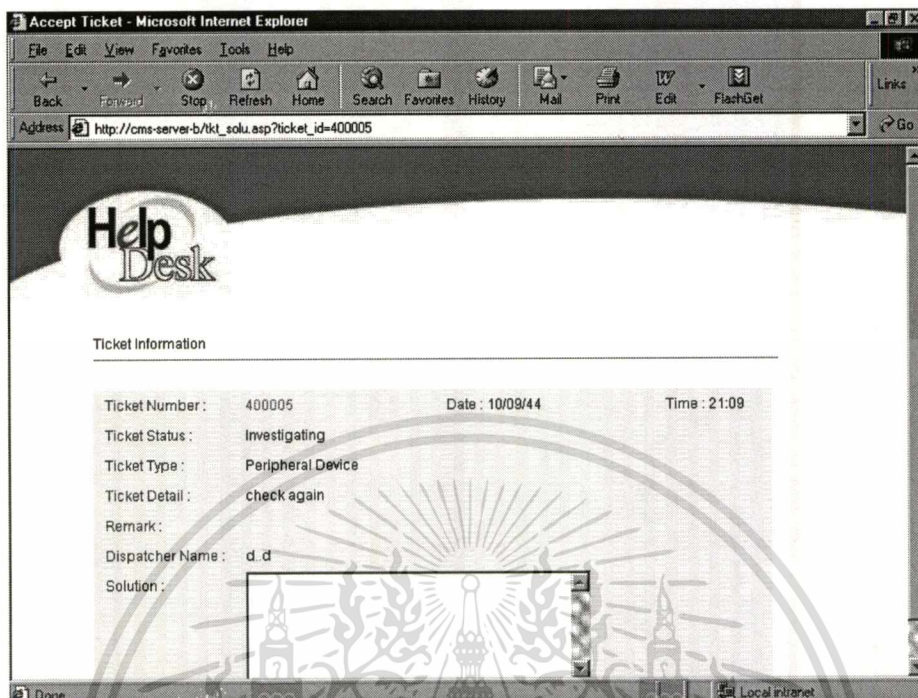 Accept Ticket - Microsoft Internet Explorer
File Edit View Favorites Tools Help
Back Forward Stop Refresh Home Search Favorites History Mail Print Edit FlashGet Links
Address http://cms-server-b/tkt_solu.asp?ticket_id=400005 Go
Help
Desk
Ticket Information
Ticket Number : 400005 Date : 10/09/44 Time : 21:09
Ticket Status : Investigating
Ticket Type : Peripheral Device
Ticket Detail : check again
Remark :
Dispatcher Name : d..d
Solution :
Done Local intranet